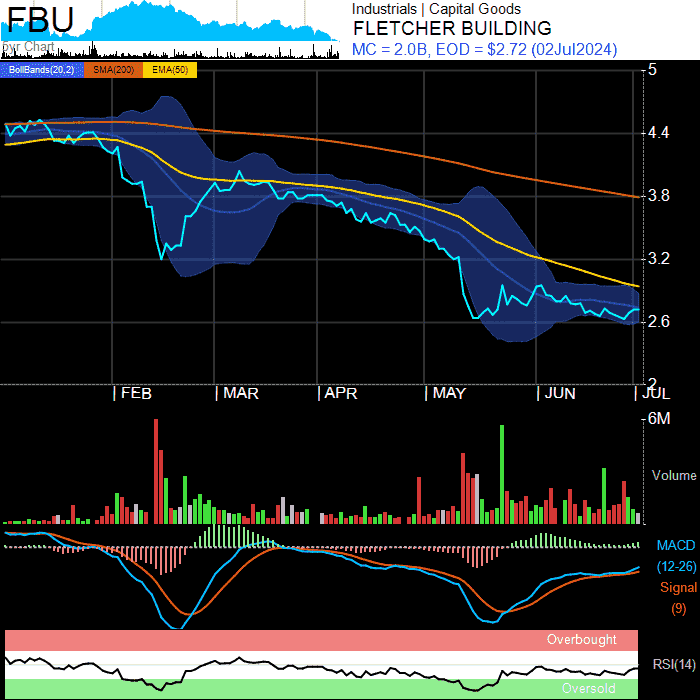 FBU
5yr Chart
Industrials | Capital Goods
FLETCHER BUILDING
MC = 2.0B, EOD = $2.72 (02Jul2024)
BollBands(20,2) SMA(200) EMA(50)
5
4.4
3.8
3.2
2.6
2
| FEB | MAR | APR | MAY | JUN | JUL
6M
Volume
MACD
(12-26)
Signal
(9)
Overbought
RSI(14)
Oversold